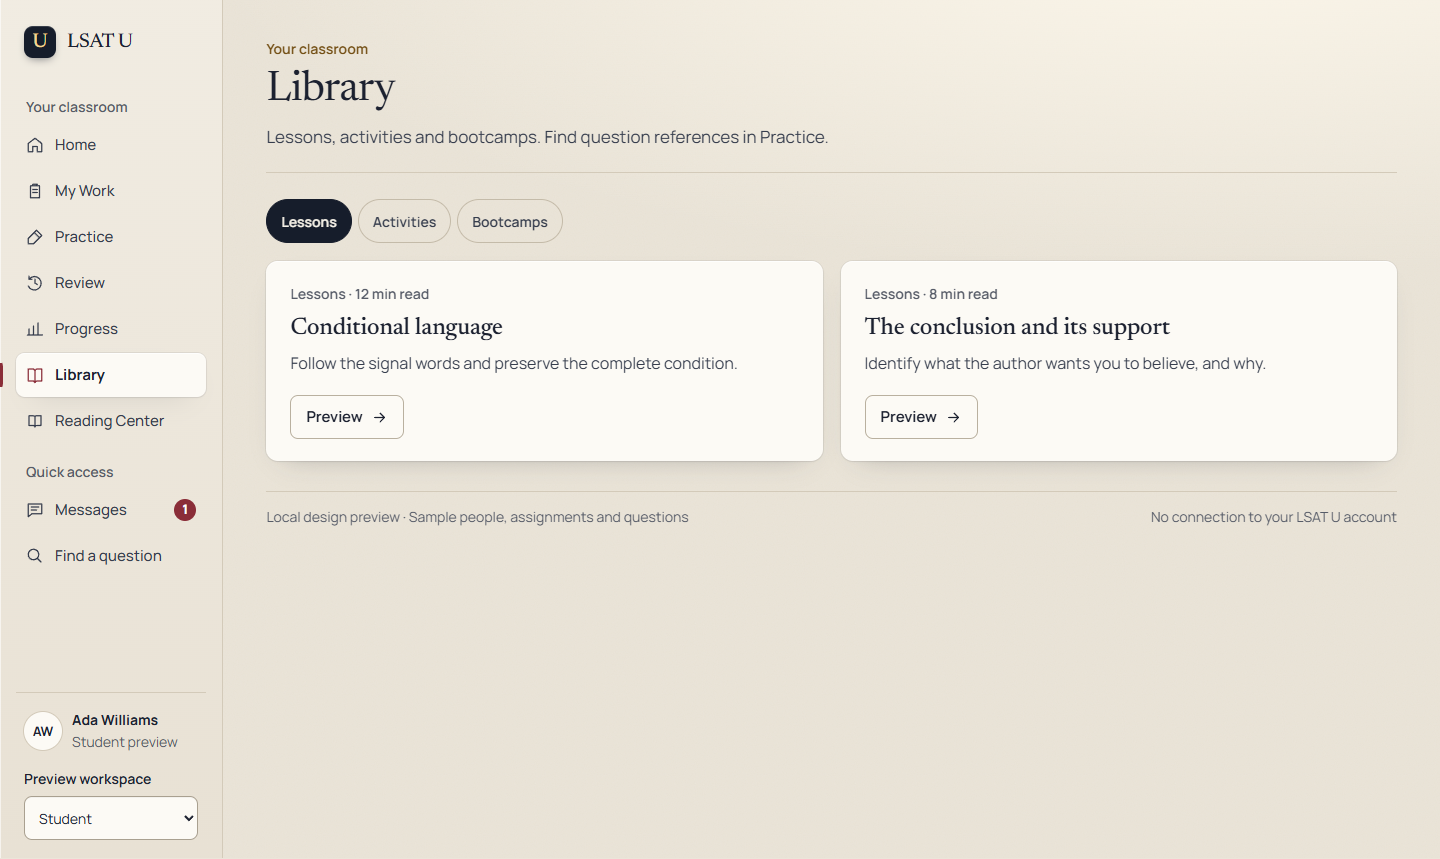 U LSAT U
Your classroom
Home
My Work
Practice
Review
Progress
Library
Reading Center
Quick access
Messages 1
Find a question
AW
Ada Williams
Student preview
Preview workspace
Student
Your classroom
Library
Lessons, activities and bootcamps. Find question references in Practice.
Lessons Activities Bootcamps
Lessons · 12 min read
Conditional language
Follow the signal words and preserve the complete condition.
Preview →
Lessons · 8 min read
The conclusion and its support
Identify what the author wants you to believe, and why.
Preview →
Local design preview · Sample people, assignments and questions
No connection to your LSAT U account